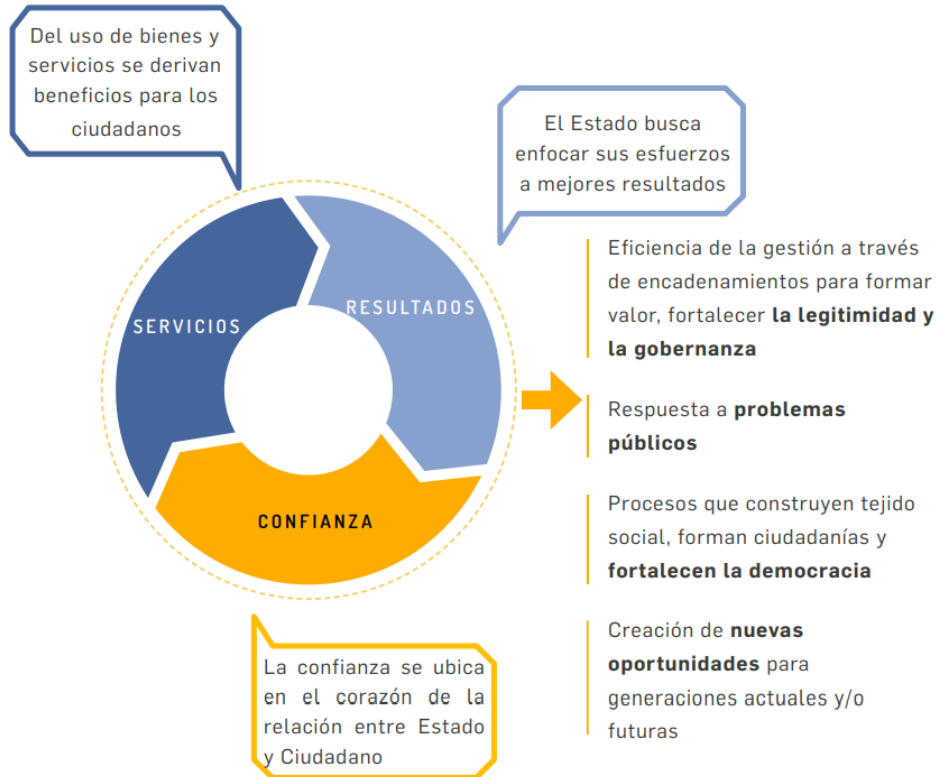 Del uso de bienes y
servicios se derivan
beneficios para los
ciudadanos
El Estado busca
enfocar sus esfuerzos
a mejores resultados
SERVICIOS
RESULTADOS
CONFIANZA
La confianza se ubica
en el corazón de la
relación entre Estado
y Ciudadano
Eficiencia de la gestión a través
de encadenamientos para formar
valor, fortalecer la legitimidad y
la gobernanza
Respuesta a problemas
públicos
Procesos que construyen tejido
social, forman ciudadanías y
fortalecen la democracia
Creación de nuevas
oportunidades para
generaciones actuales y/o
futuras